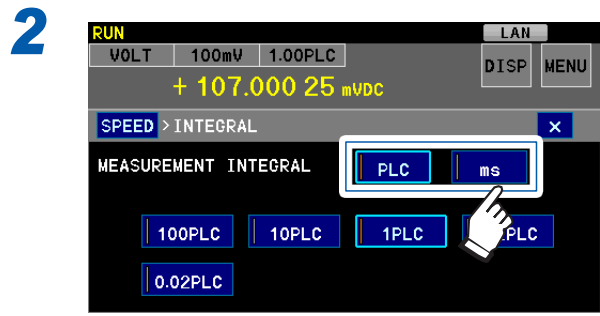 2
RUN LAN
VOLT 100mV 1.00PLC DISP MENU
+ 107.000 25 mVDC
SPEED >INTEGRAL ×
MEASUREMENT INTEGRAL PLC ms
100PLC 10PLC 1PLC PLC
0.02PLC